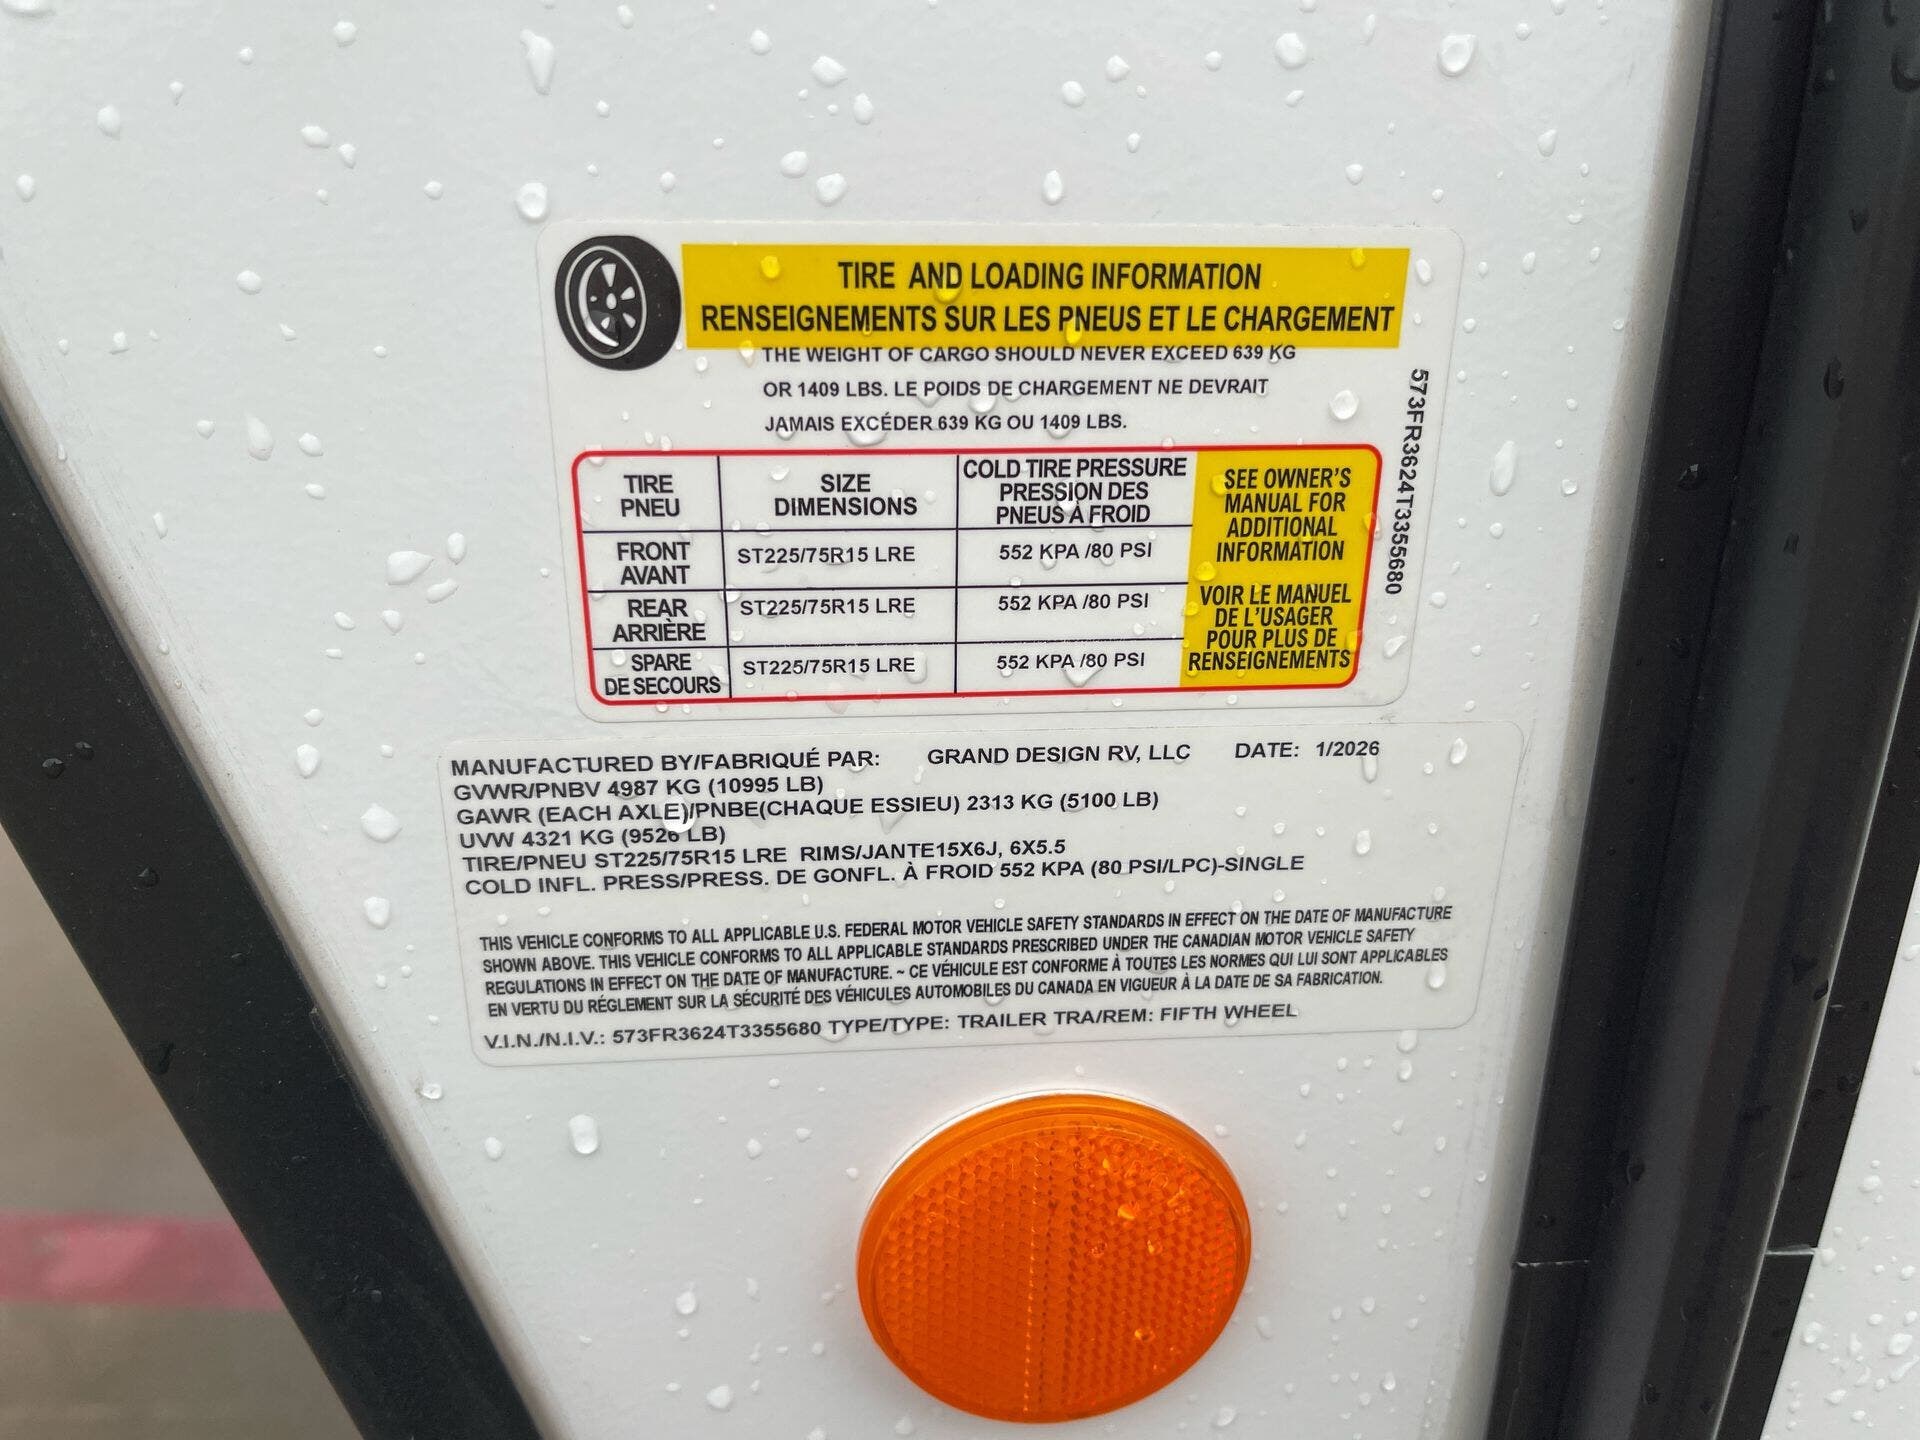 TIRE AND LOADING INFORMATION
RENSEIGNEMENTS SUR LES PNEUS ET LE CHARGEMENT
THE WEIGHT OF CARGO SHOULD NEVER EXCEED 639 KG
OR 1409 LBS. LE POIDS DE CHARGEMENT NE DEVRAIT
JAMAIS EXCÉDER 639 KG OU 1409 LBS.
573FR3624T3355680
TIRE
PNEU
SIZE
DIMENSIONS
COLD TIRE PRESSURE
PRESSION DES
PNEUS À FROID
FRONT
AVANT
ST225/75R15 LRE
552 KPA /80 PSI
REAR
ARRIÈRE
ST225/75R15 LRE
552 KPA /80 PSI
SPARE
DE SECOURS
ST225/75R15 LRE
552 KPA /80 PSI
SEE OWNER'S
MANUAL FOR
ADDITIONAL
INFORMATION
VOIR LE MANUEL
DE L'USAGER
POUR PLUS DE
RENSEIGNEMENTS
MANUFACTURED BY/FABRIQUÉ PAR: GRAND DESIGN RV, LLC DATE: 1/2026
GVWR/PNBV 4987 KG (10995 LB)
GAWR (EACH AXLE)/PNBE(CHAQUE ESSIEU) 2313 KG (5100 LB)
UVW 4321 KG (9526 LB)
TIRE/PNEU ST225/75R15 LRE RIMS/JANTE15X6J, 6X5.5
COLD INFL. PRESS/PRESS. DE GONFL. À FROID 552 KPA (80 PSI/LPC)-SINGLE
THIS VEHICLE CONFORMS TO ALL APPLICABLE U.S. FEDERAL MOTOR VEHICLE SAFETY STANDARDS IN EFFECT ON THE DATE OF MANUFACTURE
SHOWN ABOVE. THIS VEHICLE CONFORMS TO ALL APPLICABLE STANDARDS PRESCRIBED UNDER THE CANADIAN MOTOR VEHICLE SAFETY
REGULATIONS IN EFFECT ON THE DATE OF MANUFACTURE. ~ CE VÉHICULE EST CONFORME À TOUTES LES NORMES QUI LUI SONT APPLICABLES
EN VERTU DU RÉGLEMENT SUR LA SÉCURITÉ DES VÉHICULES AUTOMOBILES DU CANADA EN VIGUEUR À LA DATE DE SA FABRICATION.
V.I.N./N.I.V.: 573FR3624T3355680 TYPE/TYPE: TRAILER TRA/REM: FIFTH WHEEL